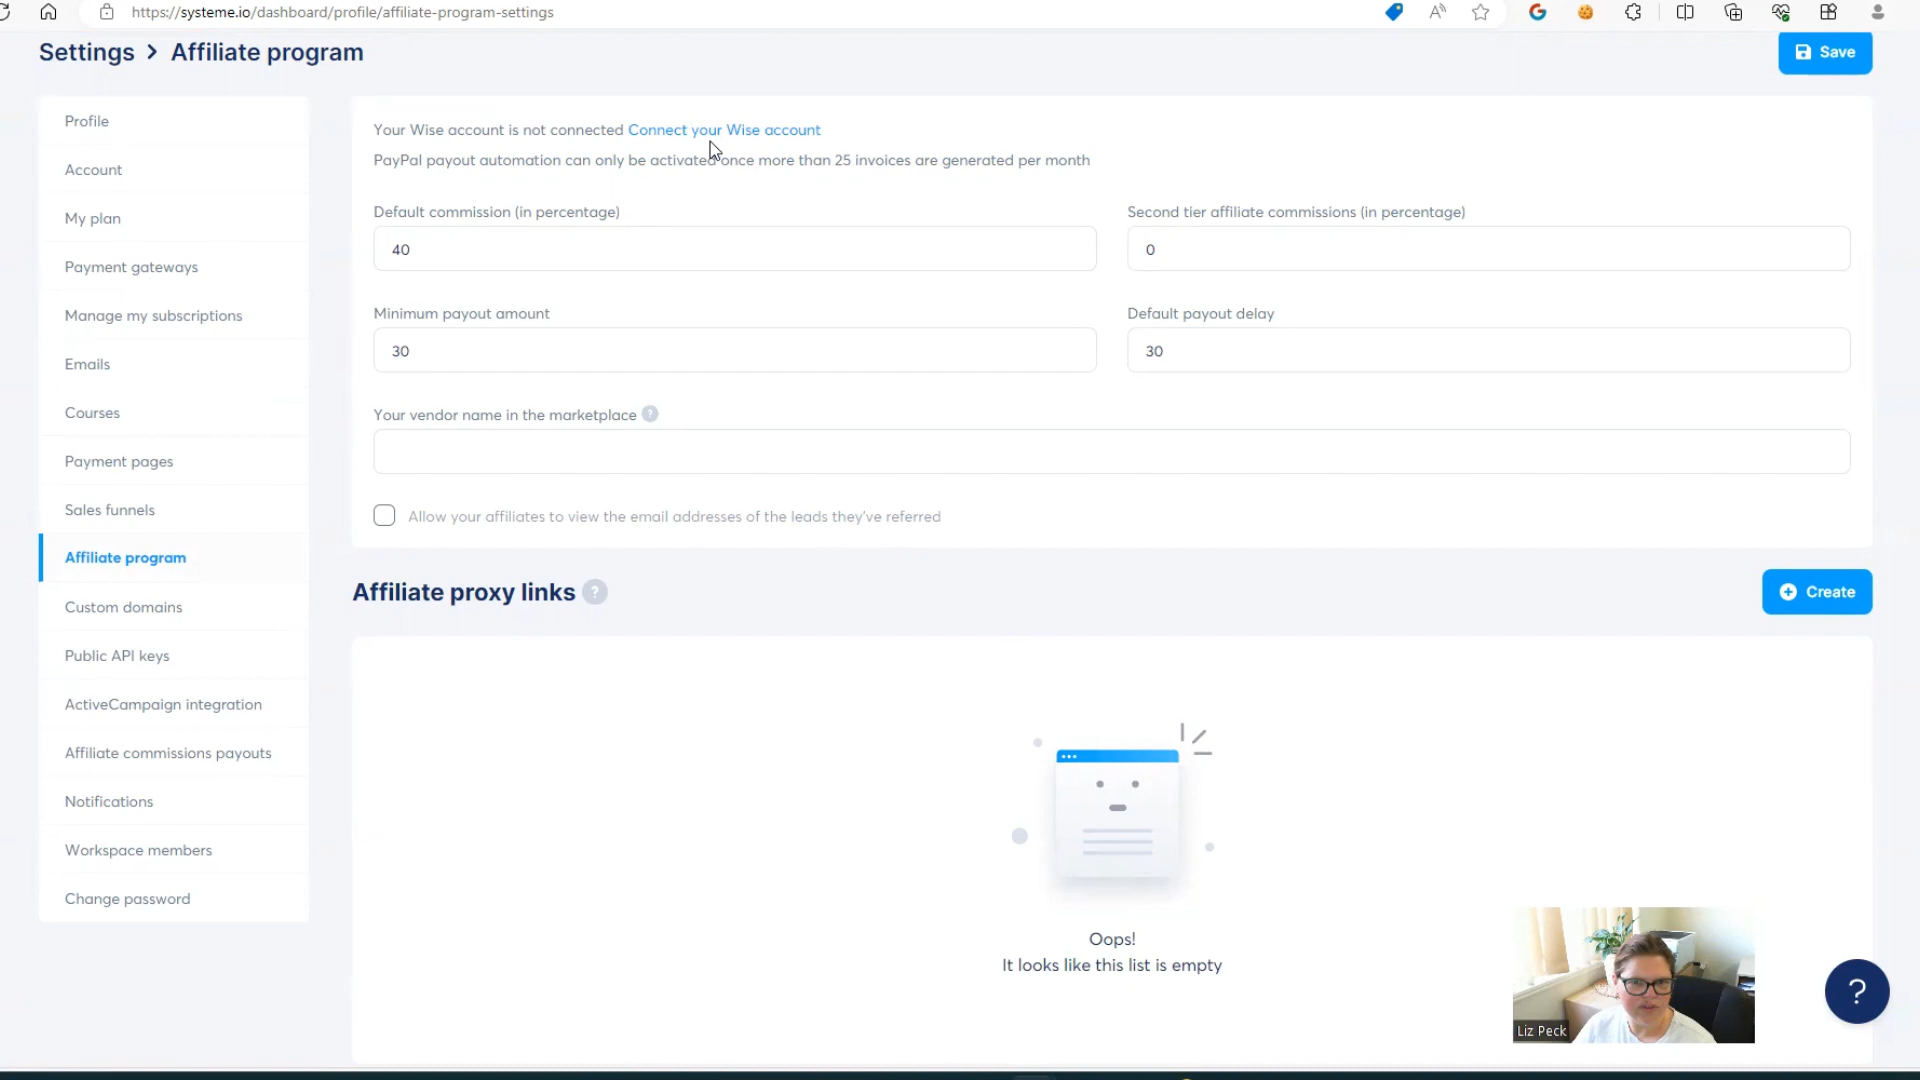 https://systeme.io/dashboard/profile/affiliate-program-settings
Settings > Affiliate program
Save
Profile
Account
My plan
Payment gateways
Manage my subscriptions
Emails
Courses
Payment pages
Sales funnels
Affiliate program
Custom domains
Public API keys
ActiveCampaign integration
Affiliate commissions payouts
Notifications
Workspace members
Change password
Your Wise account is not connected Connect your Wise account
PayPal payout automation can only be activated once more than 25 invoices are generated per month
Default commission (in percentage)
40
Second tier affiliate commissions (in percentage)
0
Minimum payout amount
30
Default payout delay
30
Your vendor name in the marketplace ?
Allow your affiliates to view the email addresses of the leads they've referred
Affiliate proxy links ?
Create
Oops!
It looks like this list is empty
Liz Peck
?